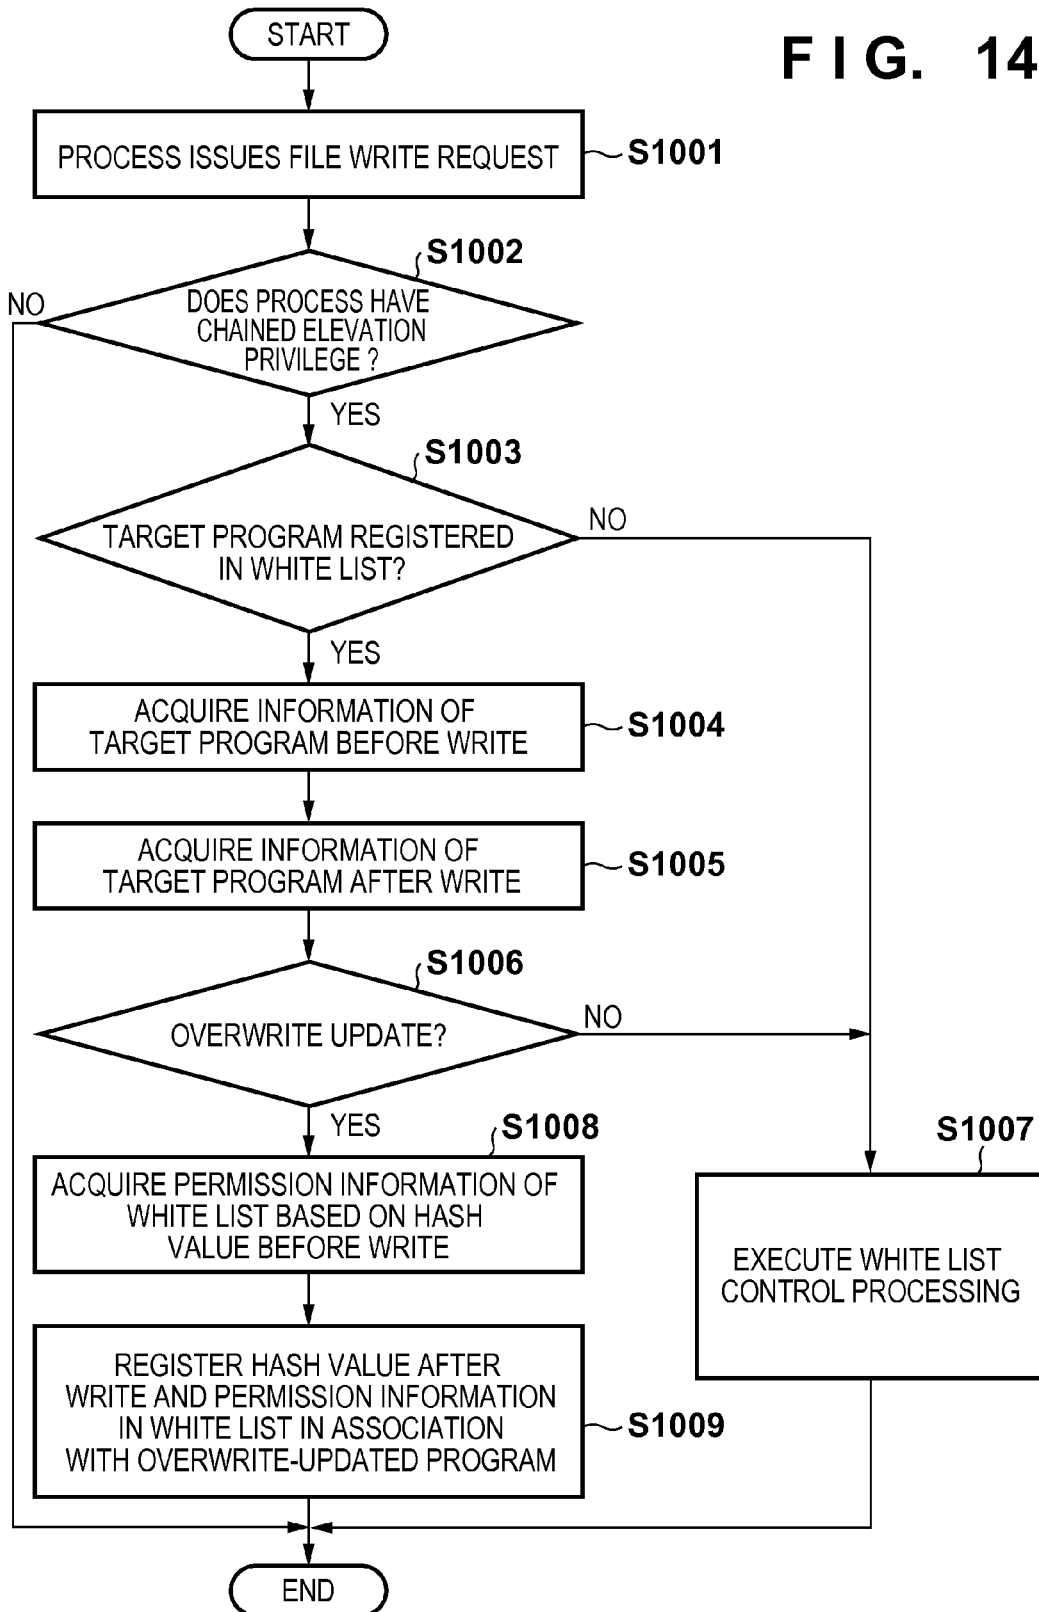 START
FIG. 14
PROCESS ISSUES FILE WRITE REQUEST
S1001
S1002
NO
DOES PROCESS HAVE
CHAINED ELEVATION
PRIVILEGE ?
YES
S1003
TARGET PROGRAM REGISTERED
IN WHITE LIST?
NO
YES
ACQUIRE INFORMATION OF
TARGET PROGRAM BEFORE WRITE
S1004
ACQUIRE INFORMATION OF
TARGET PROGRAM AFTER WRITE
S1005
S1006
OVERWRITE UPDATE?
NO
YES
S1008
ACQUIRE PERMISSION INFORMATION OF
WHITE LIST BASED ON HASH
VALUE BEFORE WRITE
S1007
EXECUTE WHITE LIST
CONTROL PROCESSING
REGISTER HASH VALUE AFTER
WRITE AND PERMISSION INFORMATION
IN WHITE LIST IN ASSOCIATION
WITH OVERWRITE-UPDATED PROGRAM
S1009
END